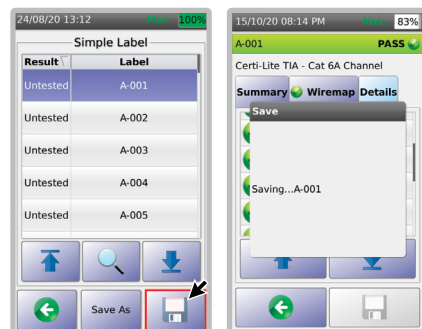 24/08/20 13:12
100%
Simple Label
Result Label
Untested A-001
Untested A-002
Untested A-003
Untested A-004
Untested A-005
Save As
15/10/20 08:14 PM
83%
A-001 PASS
Certi-Lite TIA - Cat 6A Channel
Summary Wiremap Details
Save
Saving...A-001